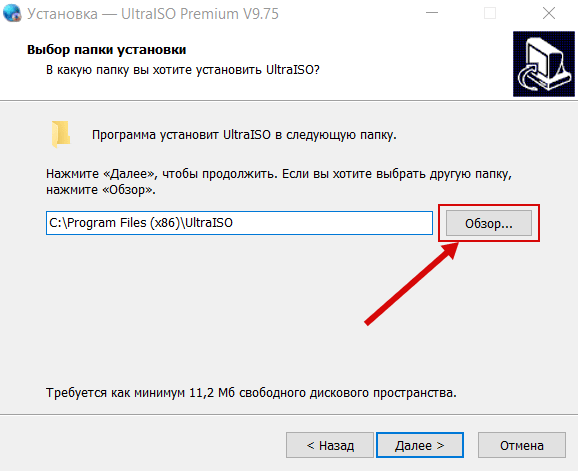 Установка — UltraISO Premium V9.75
Выбор папки установки
В какую папку вы хотите установить UltraISO?
Программа установит UltraISO в следующую папку.
Нажмите «Далее», чтобы продолжить. Если вы хотите выбрать другую папку,
нажмите «Обзор».
C:\Program Files (x86)\UltraISO
Обзор...
Требуется как минимум 11,2 Мб свободного дискового пространства.
< Назад
Далее >
Отмена